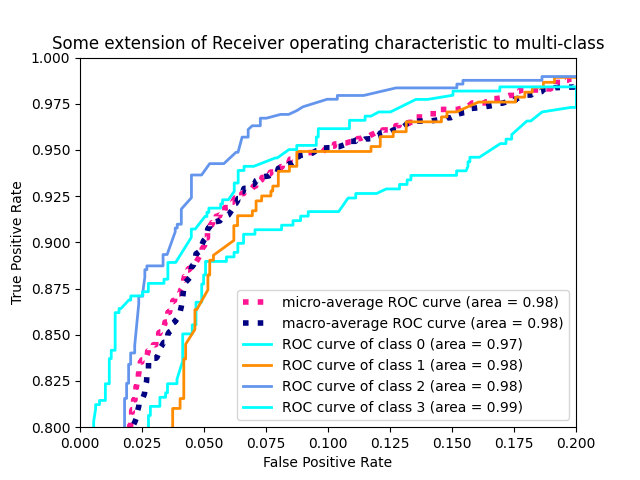 Some extension of Receiver operating characteristic to multi-class
1.000
0.975
0.950
0.925
0.900
0.875
0.850
0.825
0.800
True Positive Rate
micro-average ROC curve (area = 0.98)
macro-average ROC curve (area = 0.98)
ROC curve of class 0 (area = 0.97)
ROC curve of class 1 (area = 0.98)
ROC curve of class 2 (area = 0.98)
ROC curve of class 3 (area = 0.99)
0.000 0.025 0.050 0.075 0.100 0.125 0.150 0.175 0.200
False Positive Rate